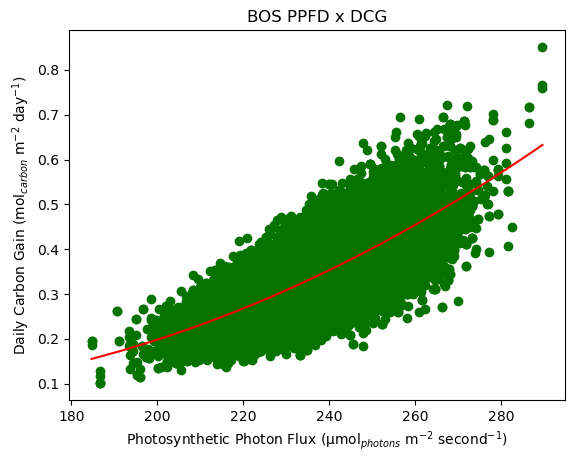 BOS PPFD x DCG
0.8
0.7
0.6
0.5
0.4
0.3
0.2
0.1
Daily Carbon Gain (mol_carbon m⁻² day⁻¹)
180 200 220 240 260 280
Photosynthetic Photon Flux (μmol_photons m⁻² second⁻¹)